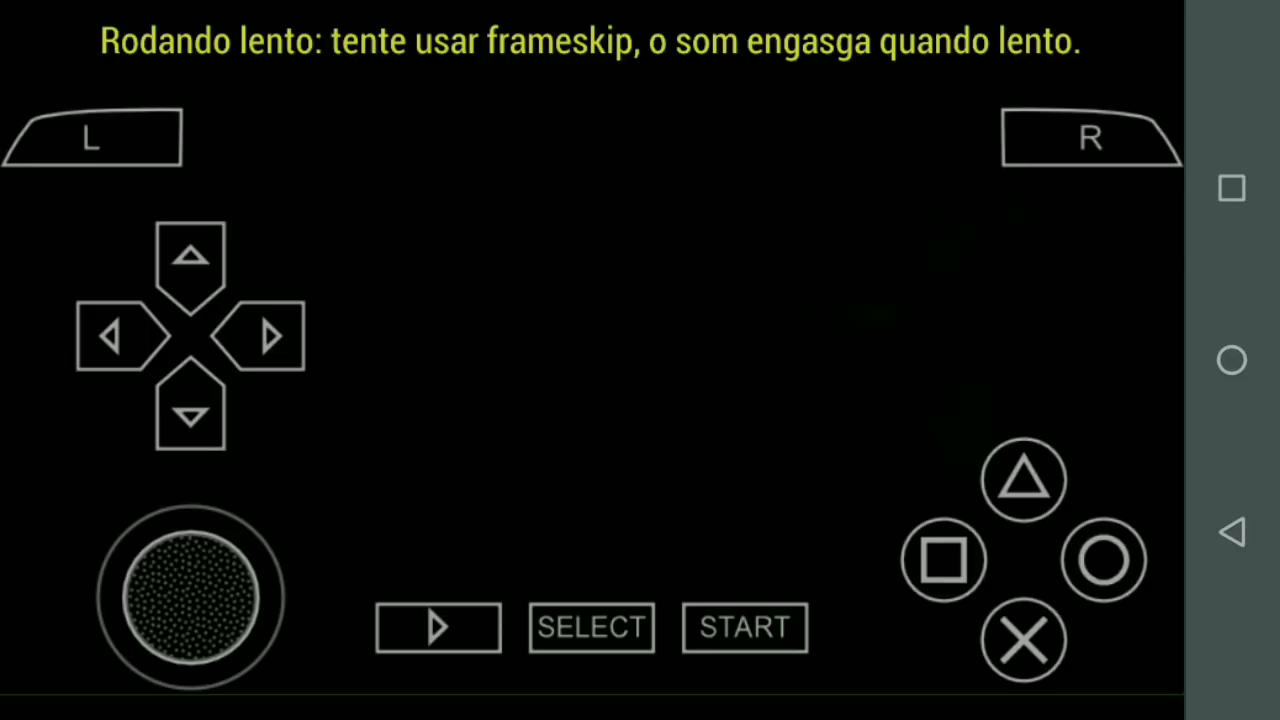 Rodando lento: tente usar frameskip, o som engasga quando lento.
L
R
SELECT
START